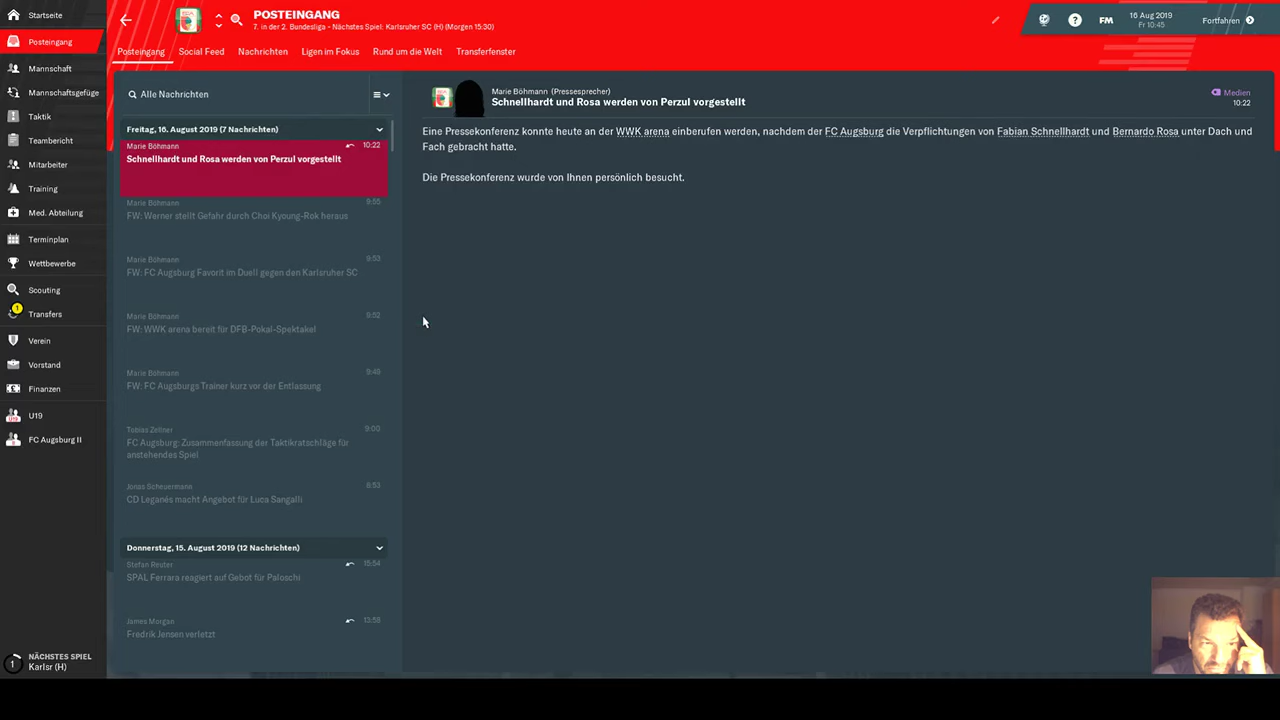 Startseite
Posteingang
Mannschaft
Mannschaftsgefüge
Taktik
Teambericht
Mitarbeiter
Training
Med. Abteilung
Terminplan
Wettbewerbe
Scouting
1
Transfers
Verein
Vorstand
Finanzen
U19
FC Augsburg II
1
NÄCHSTES SPIEL
Karlsr (H)
POSTEINGANG
7. in der 2. Bundesliga - Nächstes Spiel: Karlsruher SC (H) (Morgen 15:30)
FM
16 Aug 2019
Fr 10:45
Fortfahren
Posteingang Social Feed Nachrichten Ligen im Fokus Rund um die Welt Transferfenster
Alle Nachrichten
Freitag, 16. August 2019 (7 Nachrichten)
Marie Böhmann 10:22
Schnellhardt und Rosa werden von Perzul vorgestellt
Marie Böhmann 9:55
FW: Werner stellt Gefahr durch Choi Kyoung-Rok heraus
Marie Böhmann 9:53
FW: FC Augsburg Favorit im Duell gegen den Karlsruher SC
Marie Böhmann 9:52
FW: WWK arena bereit für DFB-Pokal-Spektakel
Marie Böhmann 9:49
FW: FC Augsburgs Trainer kurz vor der Entlassung
Tobias Zellner 9:00
FC Augsburg: Zusammenfassung der Taktikratschläge für
anstehendes Spiel
Jonas Scheuermann 8:53
CD Leganés macht Angebot für Luca Sangalli
Donnerstag, 15. August 2019 (12 Nachrichten)
Stefan Reuter 15:54
SPAL Ferrara reagiert auf Gebot für Paloschi
James Morgan 13:58
Fredrik Jensen verletzt
Marie Böhmann (Pressesprecher)
Schnellhardt und Rosa werden von Perzul vorgestellt
Medien
10:22
Eine Pressekonferenz konnte heute an der WWK arena einberufen werden, nachdem der FC Augsburg die Verpflichtungen von Fabian Schnellhardt und Bernardo Rosa unter Dach und
Fach gebracht hatte.
Die Pressekonferenz wurde von Ihnen persönlich besucht.